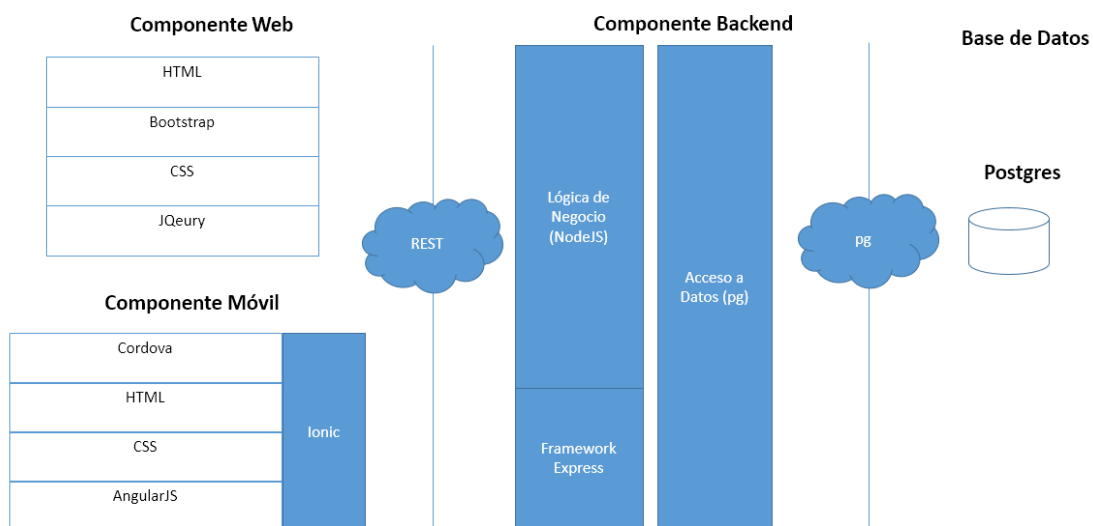 Componente Web
HTML
Bootstrap
CSS
JQeury
Componente Móvil
Cordova
HTML
CSS
AngularJS
Ionic
REST
Componente Backend
Lógica de
Negocio
(NodeJS)
Framework
Express
Acceso a
Datos (pg)
pg
Base de Datos
Postgres